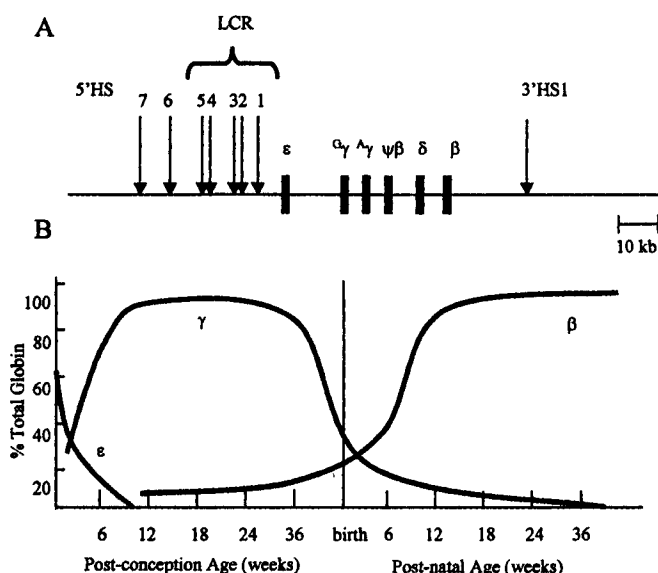 A
LCR
5'HS 7 6 54 32 1 3'HS1
ε ᴳγ ᴬγ ψβ δ β
10 kb
B
% Total Globin
100
80
60
40
20
γ
β
ε
6 12 18 24 36 birth 6 12 18 24 36
Post-conception Age (weeks) Post-natal Age (weeks)